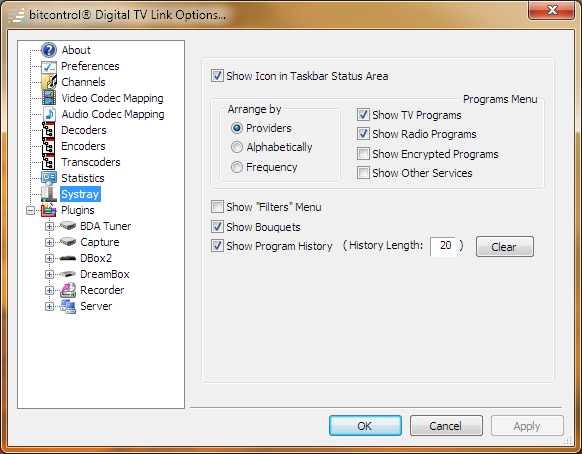 bitcontrol® Digital TV Link Options...
About
Preferences
Channels
Video Codec Mapping
Audio Codec Mapping
Decoders
Encoders
Transcoders
Statistics
Systray
Plugins
BDA Tuner
Capture
DBox2
DreamBox
Recorder
Server
Show Icon in Taskbar Status Area
Programs Menu
Arrange by
Providers
Alphabetically
Frequency
Show TV Programs
Show Radio Programs
Show Encrypted Programs
Show Other Services
Show "Filters" Menu
Show Bouquets
Show Program History ( History Length: 20 ) Clear
OK Cancel Apply